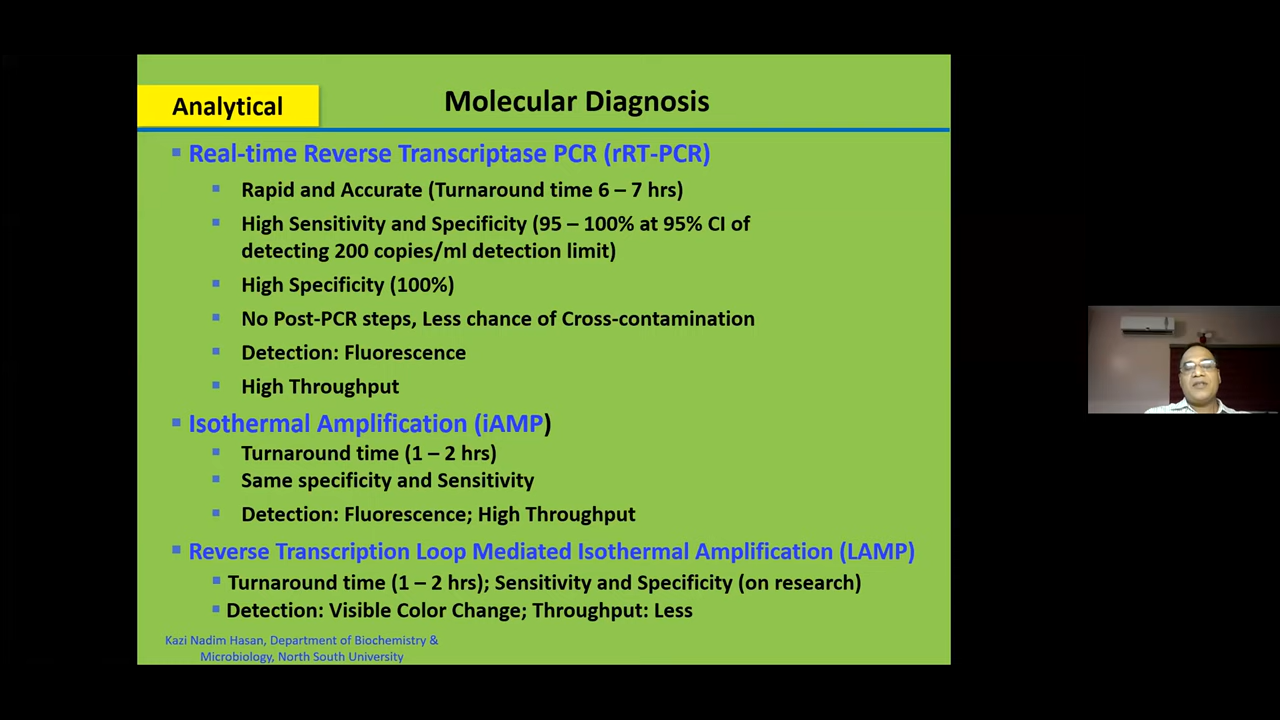 Analytical
Molecular Diagnosis
Real-time Reverse Transcriptase PCR (rRT-PCR)
Rapid and Accurate (Turnaround time 6 – 7 hrs)
High Sensitivity and Specificity (95 – 100% at 95% CI of
detecting 200 copies/ml detection limit)
High Specificity (100%)
No Post-PCR steps, Less chance of Cross-contamination
Detection: Fluorescence
High Throughput
Isothermal Amplification (iAMP)
Turnaround time (1 – 2 hrs)
Same specificity and Sensitivity
Detection: Fluorescence; High Throughput
Reverse Transcription Loop Mediated Isothermal Amplification (LAMP)
Turnaround time (1 – 2 hrs); Sensitivity and Specificity (on research)
Detection: Visible Color Change; Throughput: Less
Kazi Nadim Hasan, Department of Biochemistry &
Microbiology, North South University